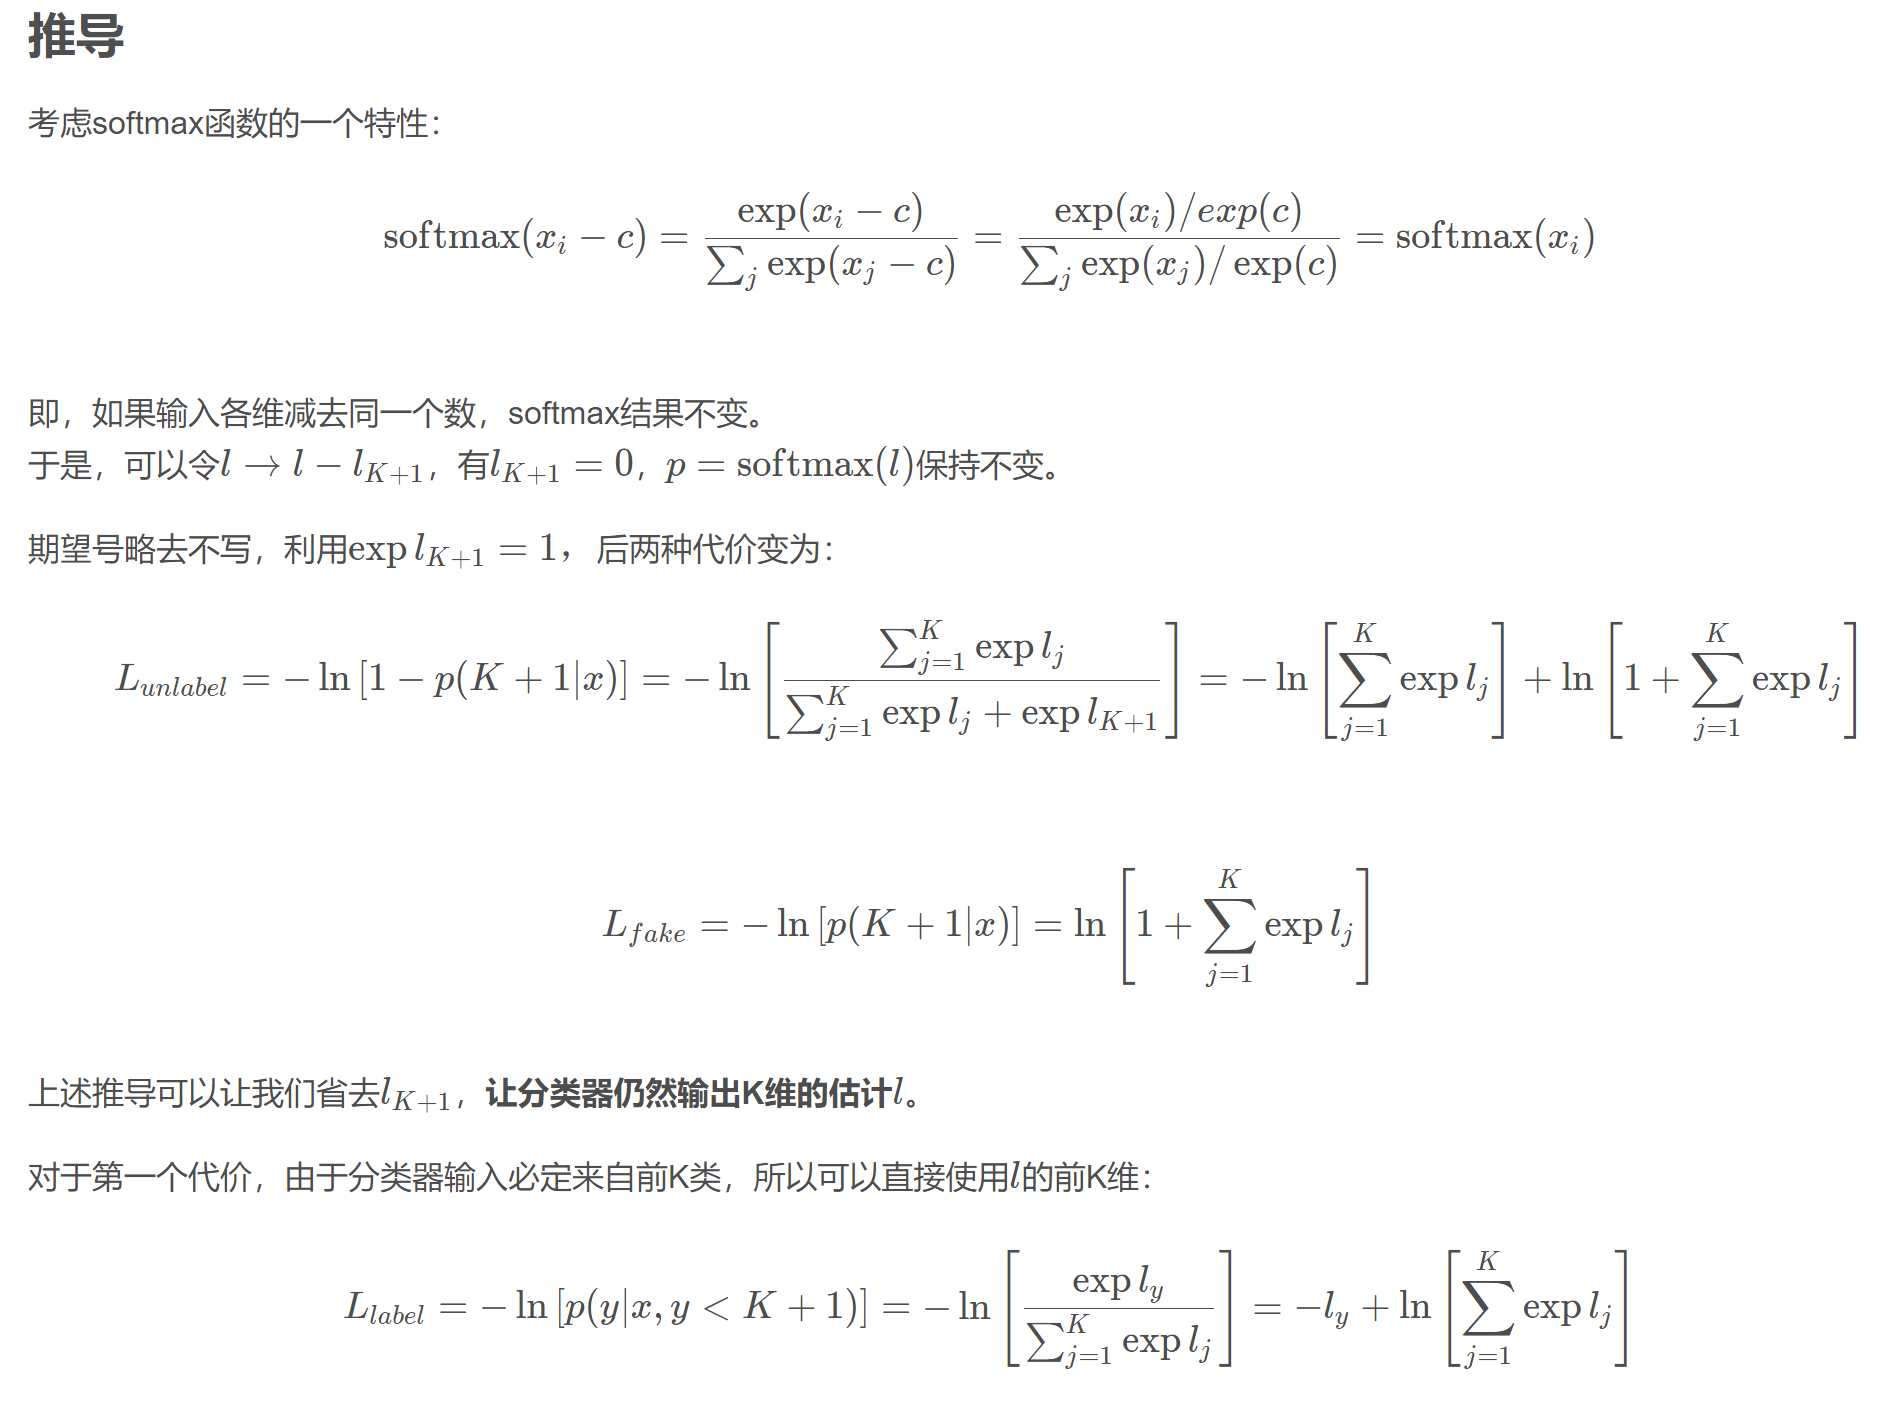 推导
考虑softmax函数的一个特性：
$$\mathrm{softmax}(x_i - c) = \frac{\exp(x_i - c)}{\sum_j \exp(x_j - c)} = \frac{\exp(x_i)/exp(c)}{\sum_j \exp(x_j)/\exp(c)} = \mathrm{softmax}(x_i)$$
即，如果输入各维减去同一个数，softmax结果不变。
于是，可以令$l \to l - l_{K+1}$，有$l_{K+1} = 0$，$p = \mathrm{softmax}(l)$保持不变。
期望号略去不写，利用$\exp l_{K+1} = 1$，后两种代价变为：
$$L_{unlabel} = -\ln\left[1 - p(K+1|x)\right] = -\ln\left[\frac{\sum_{j=1}^{K} \exp l_j}{\sum_{j=1}^{K} \exp l_j + \exp l_{K+1}}\right] = -\ln\left[\sum_{j=1}^{K} \exp l_j\right] + \ln\left[1 + \sum_{j=1}^{K} \exp l_j\right]$$
$$L_{fake} = -\ln\left[p(K+1|x)\right] = \ln\left[1 + \sum_{j=1}^{K} \exp l_j\right]$$
上述推导可以让我们省去$l_{K+1}$，让分类器仍然输出K维的估计$l$。
对于第一个代价，由于分类器输入必定来自前K类，所以可以直接使用$l$的前K维：
$$L_{label} = -\ln\left[p(y|x, y < K+1)\right] = -\ln\left[\frac{\exp l_y}{\sum_{j=1}^{K} \exp l_j}\right] = -l_y + \ln\left[\sum_{j=1}^{K} \exp l_j\right]$$